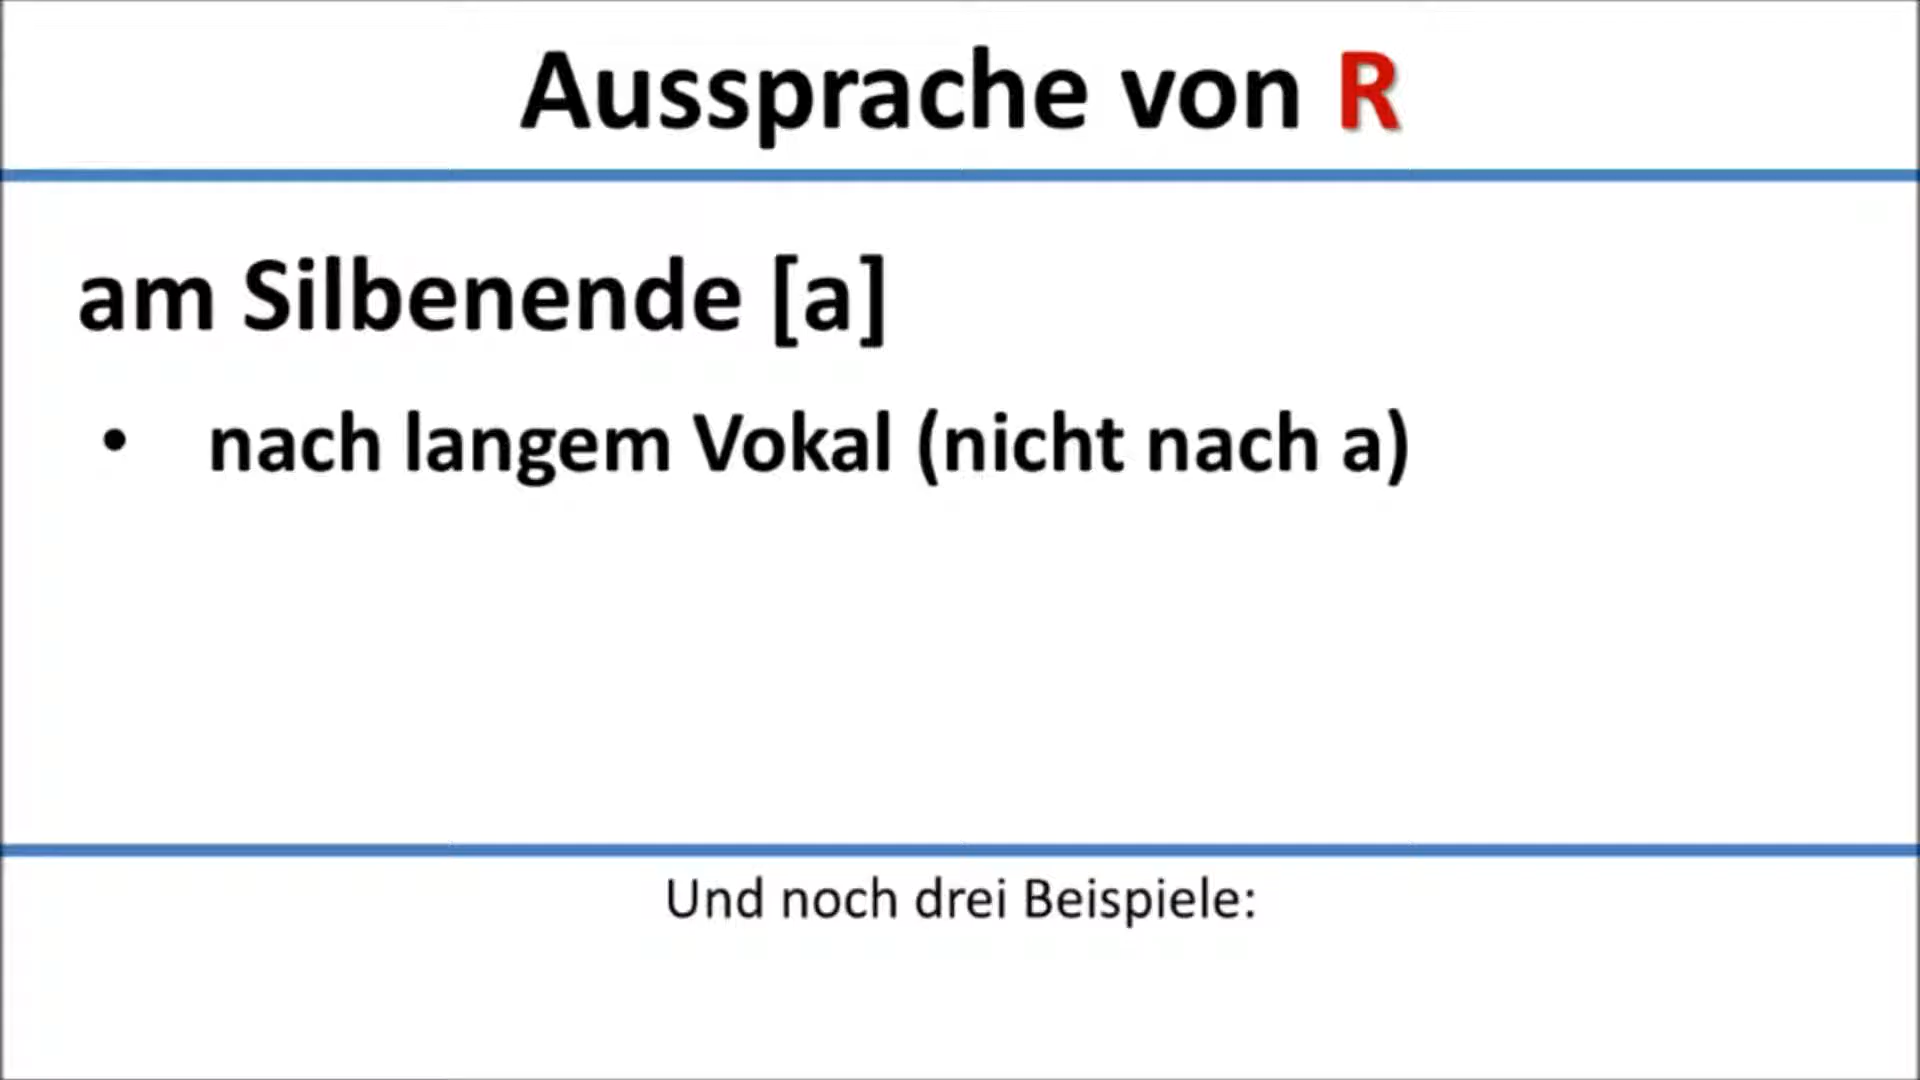 Aussprache von R
am Silbenende [a]
• nach langem Vokal (nicht nach a)
Und noch drei Beispiele: